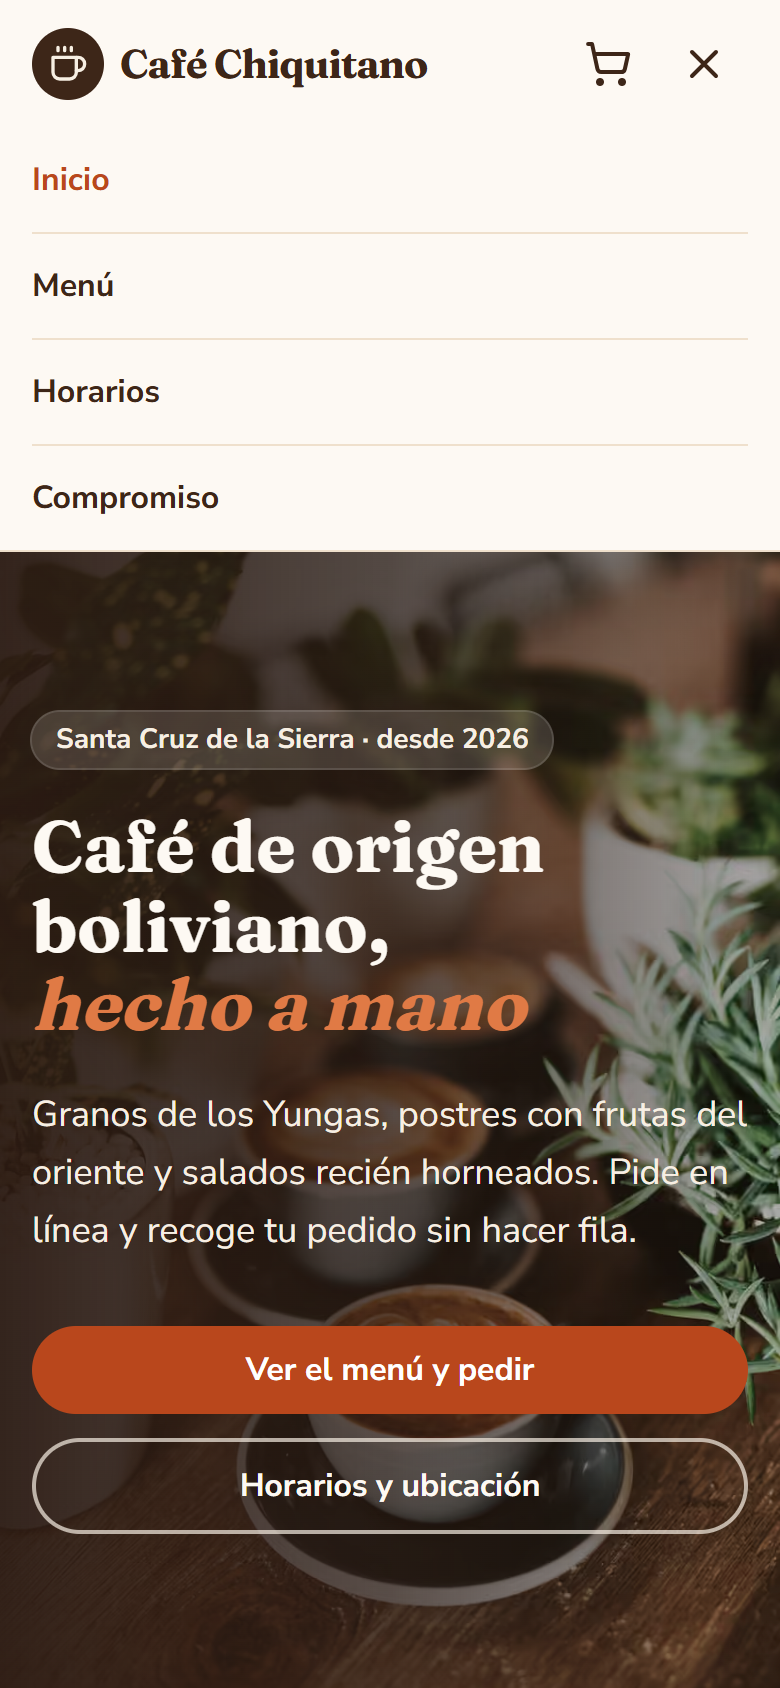 Café Chiquitano
Inicio
Menú
Horarios
Compromiso
Santa Cruz de la Sierra · desde 2026
Café de origen
boliviano,
hecho a mano
Granos de los Yungas, postres con frutas del
oriente y salados recién horneados. Pide en
línea y recoge tu pedido sin hacer fila.
Ver el menú y pedir
Horarios y ubicación